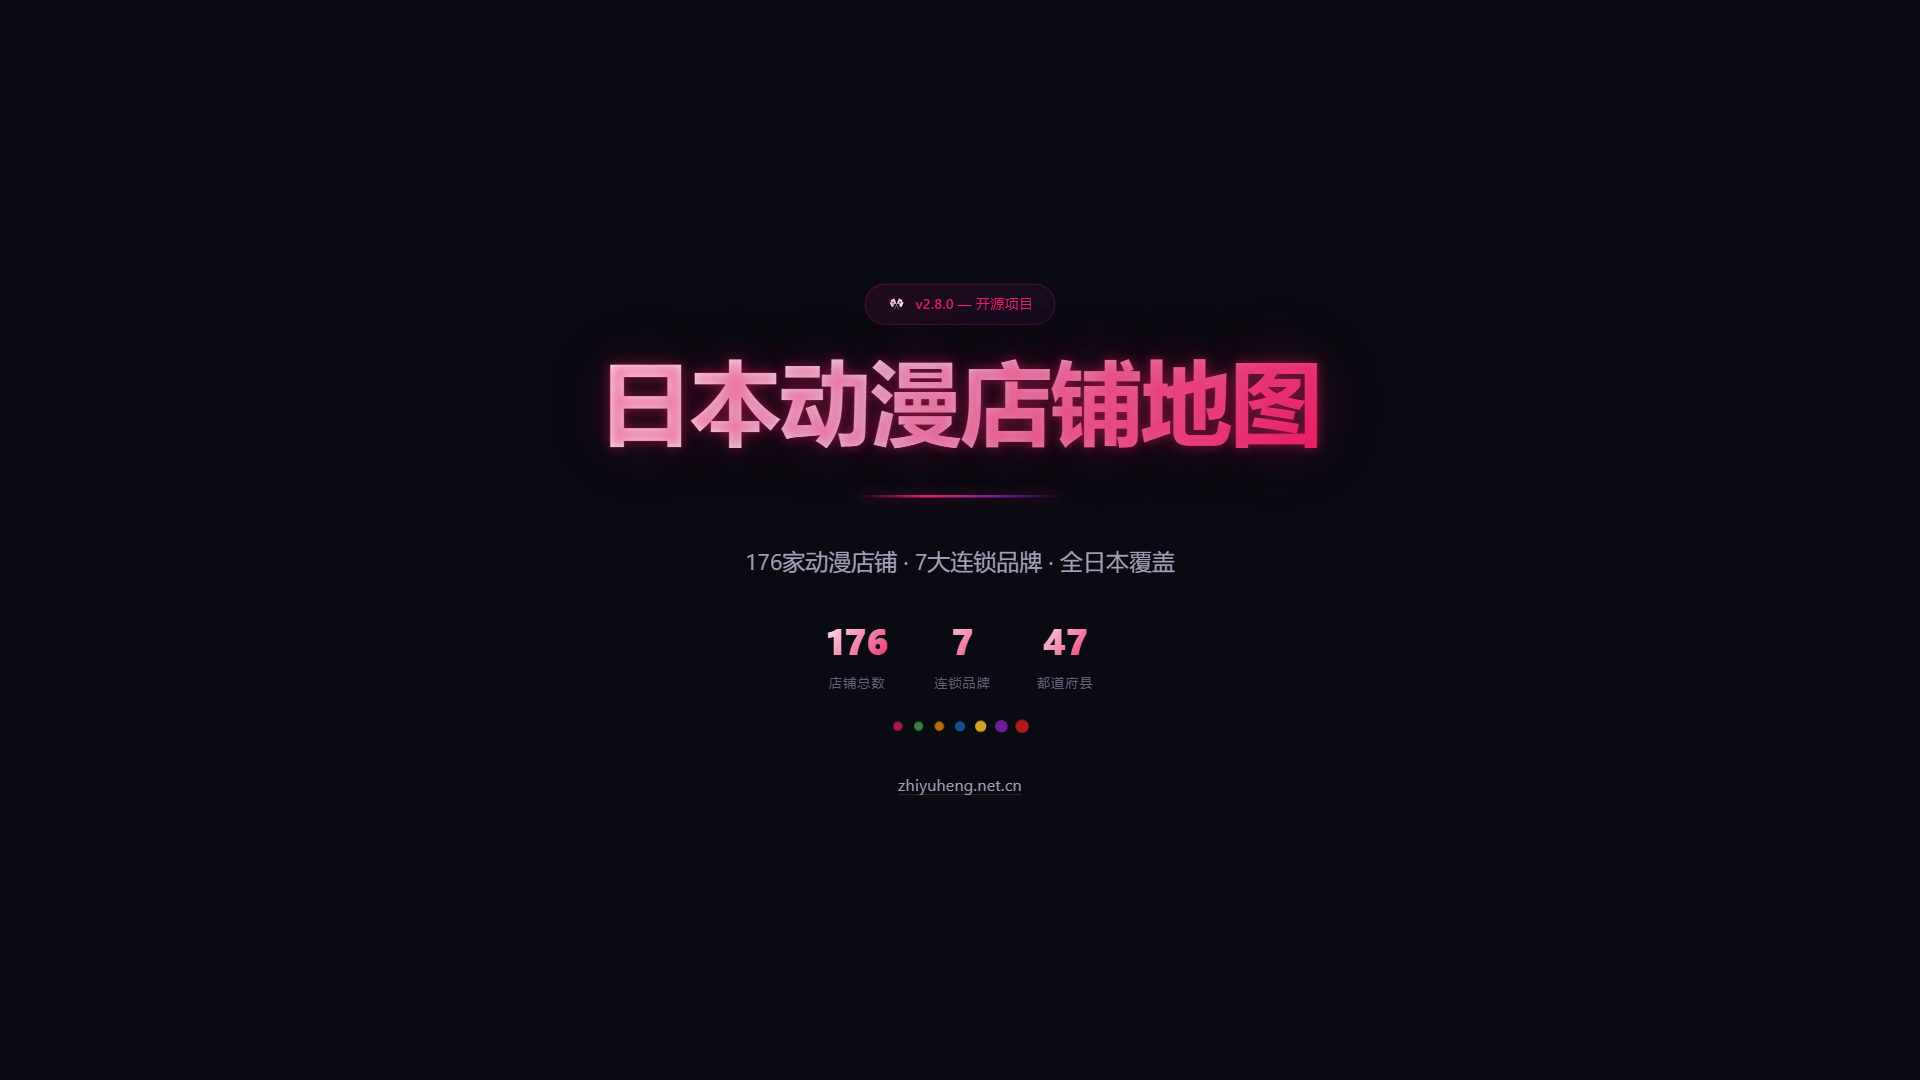 🎌 v2.8.0 — 开源项目
日本动漫店铺地图
176家动漫店铺 · 7大连锁品牌 · 全日本覆盖
176 7 47
店铺总数 连锁品牌 都道府县
zhiyuheng.net.cn